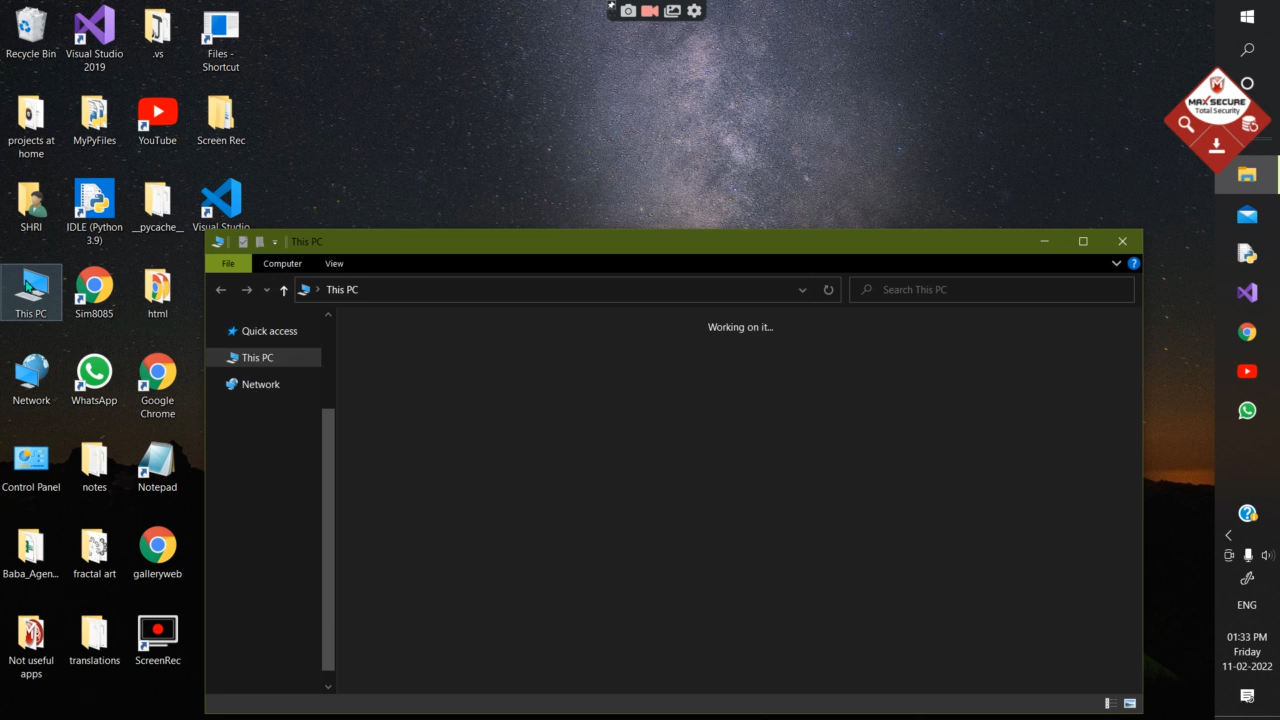 Recycle Bin
Visual Studio
2019
.vs
Files -
Shortcut
projects at
home
MyPyFiles
YouTube
Screen Rec
SHRI
IDLE (Python
3.9)
__pycache__
Visual Studio
This PC
Sim8085
html
Network
WhatsApp
Google
Chrome
Control Panel
notes
Notepad
Baba_Agen...
fractal art
galleryweb
Not useful
apps
translations
ScreenRec
This PC
File
Computer
View
This PC
Search This PC
Quick access
This PC
Network
Working on it...
MAX SECURE
Total Security
ENG
01:33 PM
Friday
11-02-2022